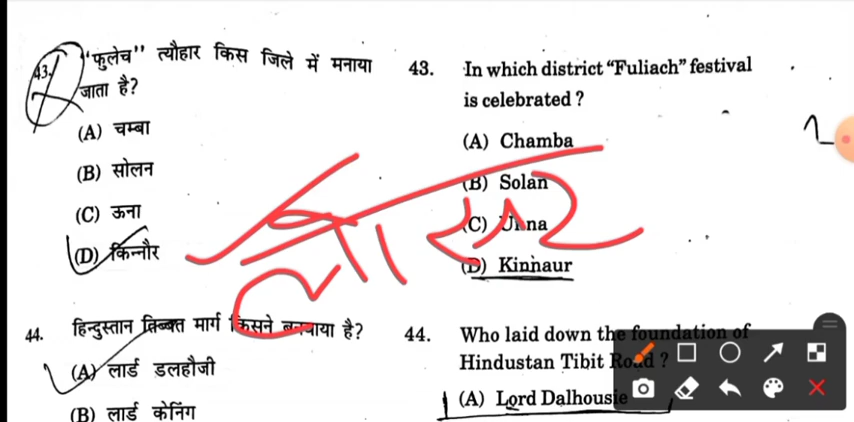 43. "फुलेच" त्यौहार किस जिले में मनाया
जाता है?
(A) चम्बा
(B) सोलन
(C) ऊना
(D) किन्नौर
44. हिन्दुस्तान तिब्बत मार्ग किसने बनवाया है?
(A) लार्ड डलहौजी
(B) लार्ड केनिंग
43. In which district “Fuliach” festival
is celebrated ?
(A) Chamba
(B) Solan
(C) Unna
(D) Kinnaur
44. Who laid down the foundation of
Hindustan Tibit Road ?
(A) Lord Dalhousie